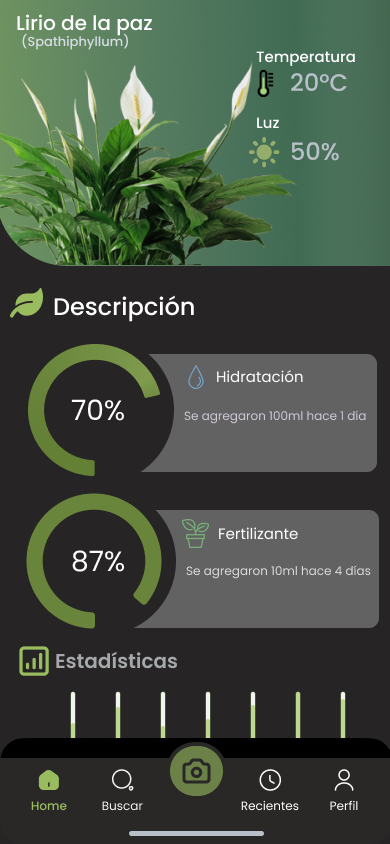 Lirio de la paz
(Spathiphyllum)
Temperatura
20°C
Luz
50%
Descripción
70%
Hidratación
Se agregaron 100ml hace 1 día
87%
Fertilizante
Se agregaron 10ml hace 4 días
Estadísticas
Home
Buscar
Recientes
Perfil